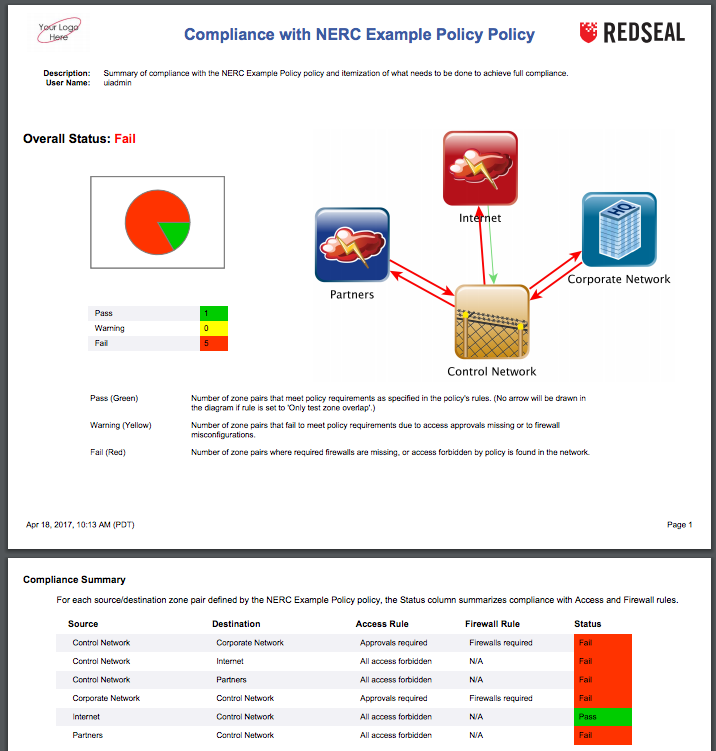 Your Logo
Here
Compliance with NERC Example Policy Policy
REDSEAL
Description: Summary of compliance with the NERC Example Policy policy and itemization of what needs to be done to achieve full compliance.
User Name: uiadmin
Overall Status: Fail
Internet
HQ
Corporate Network
Partners
Control Network
Pass 1
Warning 0
Fail 5
Pass (Green) Number of zone pairs that meet policy requirements as specified in the policy's rules. (No arrow will be drawn in
the diagram if rule is set to 'Only test zone overlap'.)
Warning (Yellow) Number of zone pairs that fail to meet policy requirements due to access approvals missing or to firewall
misconfigurations.
Fail (Red) Number of zone pairs where required firewalls are missing, or access forbidden by policy is found in the network.
Apr 18, 2017, 10:13 AM (PDT) Page 1
Compliance Summary
For each source/destination zone pair defined by the NERC Example Policy policy, the Status column summarizes compliance with Access and Firewall rules.
Source Destination Access Rule Firewall Rule Status
Control Network Corporate Network Approvals required Firewalls required Fail
Control Network Internet All access forbidden N/A Fail
Control Network Partners All access forbidden N/A Fail
Corporate Network Control Network Approvals required Firewalls required Fail
Internet Control Network All access forbidden N/A Pass
Partners Control Network All access forbidden N/A Fail